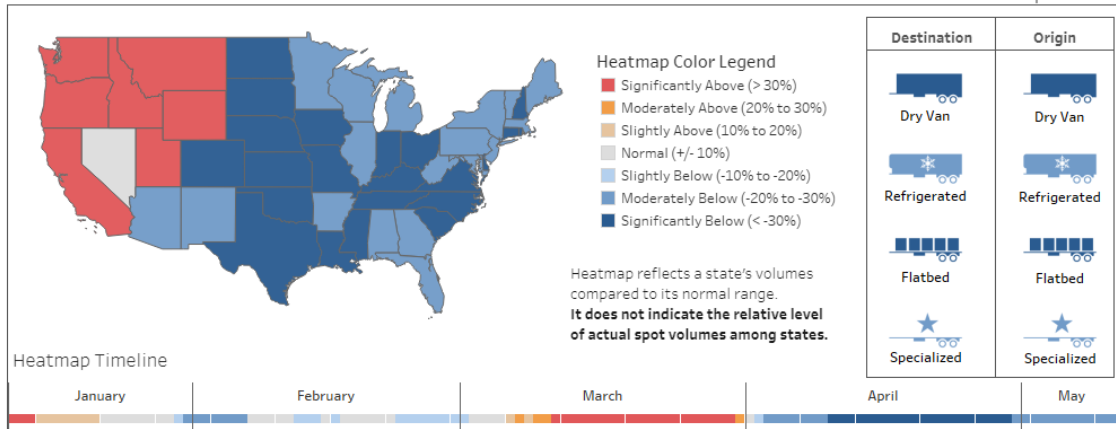 Destination
Origin
Heatmap Color Legend
Significantly Above (> 30%)
Moderately Above (20% to 30%)
Slightly Above (10% to 20%)
Normal (+/- 10%)
Slightly Below (-10% to -20%)
Moderately Below (-20% to -30%)
Significantly Below (< -30%)
Dry Van
Dry Van
Refrigerated
Refrigerated
Flatbed
Flatbed
Specialized
Specialized
Heatmap reflects a state's volumes
compared to its normal range.
It does not indicate the relative level
of actual spot volumes among states.
Heatmap Timeline
January
February
March
April
May